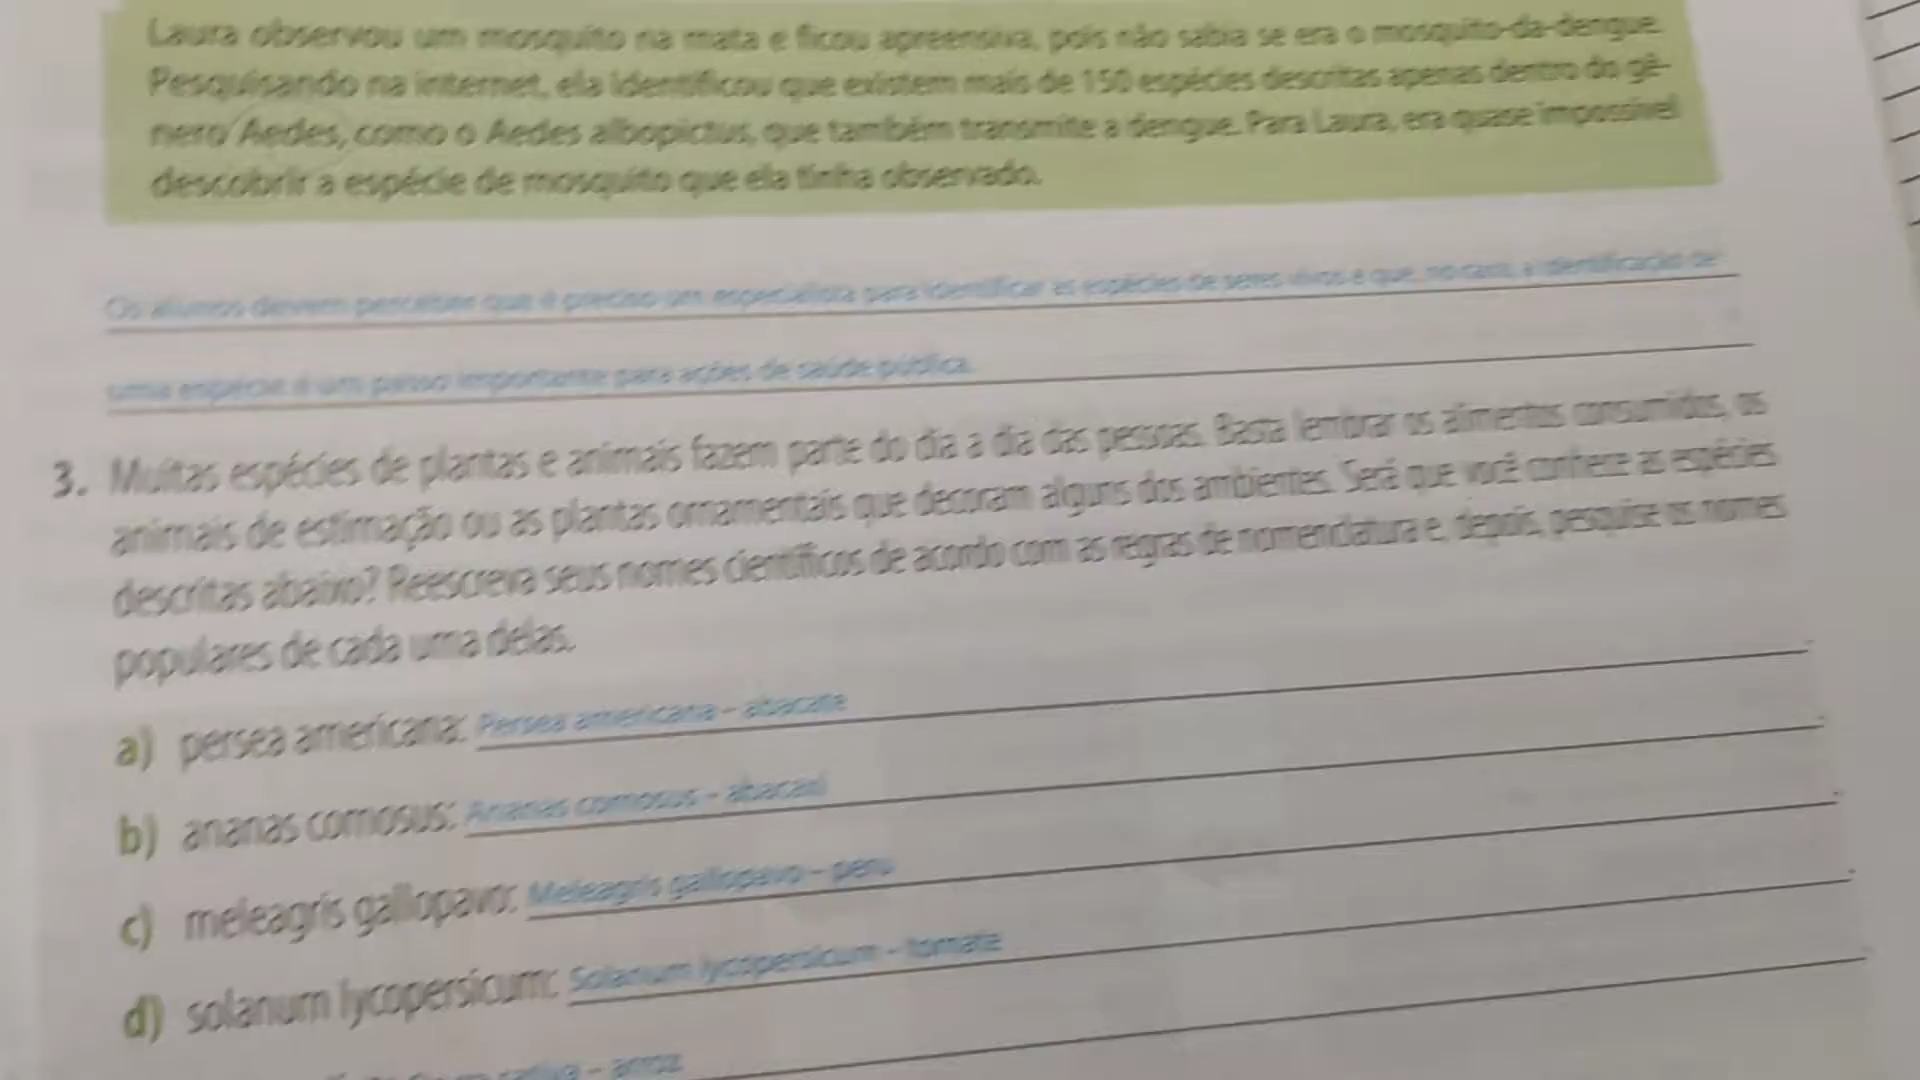 Laura observou um mosquito na mata e ficou apreensiva, pois não sabia se era o mosquito-da-dengue.
Pesquisando na internet, ela identificou que existem mais de 150 espécies descritas apenas dentro do gê-
nero Aedes, como o Aedes albopictus, que também transmite a dengue. Para Laura, era quase impossível
descobrir a espécie de mosquito que ela tinha observado.
Os alunos devem perceber que é preciso um especialista para identificar as espécies de seres vivos e que, no caso, a identificação de
uma espécie é um passo importante para ações de saúde pública.
3. Muitas espécies de plantas e animais fazem parte do dia a dia das pessoas. Basta lembrar os alimentos consumidos, os
animais de estimação ou as plantas ornamentais que decoram alguns dos ambientes. Será que você conhece as espécies
descritas abaixo? Reescreva seus nomes científicos de acordo com as regras de nomenclatura e, depois, pesquise os nomes
populares de cada uma delas.
a) persea americana: Persea americana – abacate
b) ananas comosus: Ananas comosus – abacaxi
c) meleagris gallopavo: Meleagris gallopavo – peru
d) solanum lycopersicum: Solanum lycopersicum – tomate
sativa – arroz